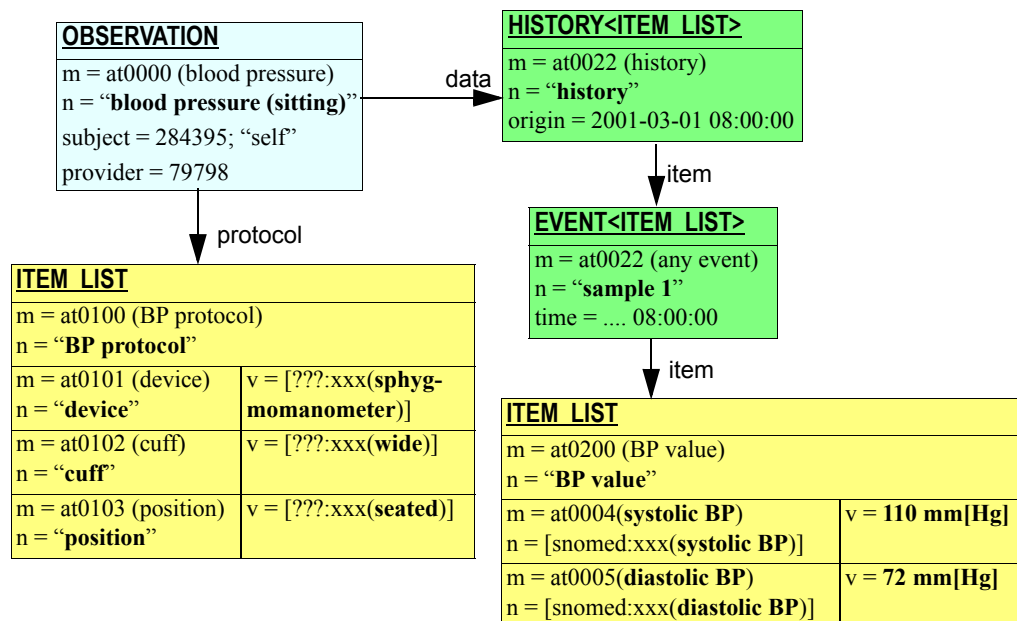 OBSERVATION
m = at0000 (blood pressure)
n = “blood pressure (sitting)”
subject = 284395; “self”
provider = 79798
data
HISTORY<ITEM_LIST>
m = at0022 (history)
n = “history”
origin = 2001-03-01 08:00:00
item
EVENT<ITEM_LIST>
m = at0022 (any event)
n = “sample 1”
time = .... 08:00:00
item
protocol
ITEM_LIST
m = at0100 (BP protocol)
n = “BP protocol”
m = at0101 (device)
n = “device”
v = [???:xxx(sphyg-
momanometer)]
m = at0102 (cuff)
n = “cuff”
v = [???:xxx(wide)]
m = at0103 (position)
n = “position”
v = [???:xxx(seated)]
ITEM_LIST
m = at0200 (BP value)
n = “BP value”
m = at0004(systolic BP)
n = [snomed:xxx(systolic BP)]
v = 110 mm[Hg]
m = at0005(diastolic BP)
n = [snomed:xxx(diastolic BP)]
v = 72 mm[Hg]